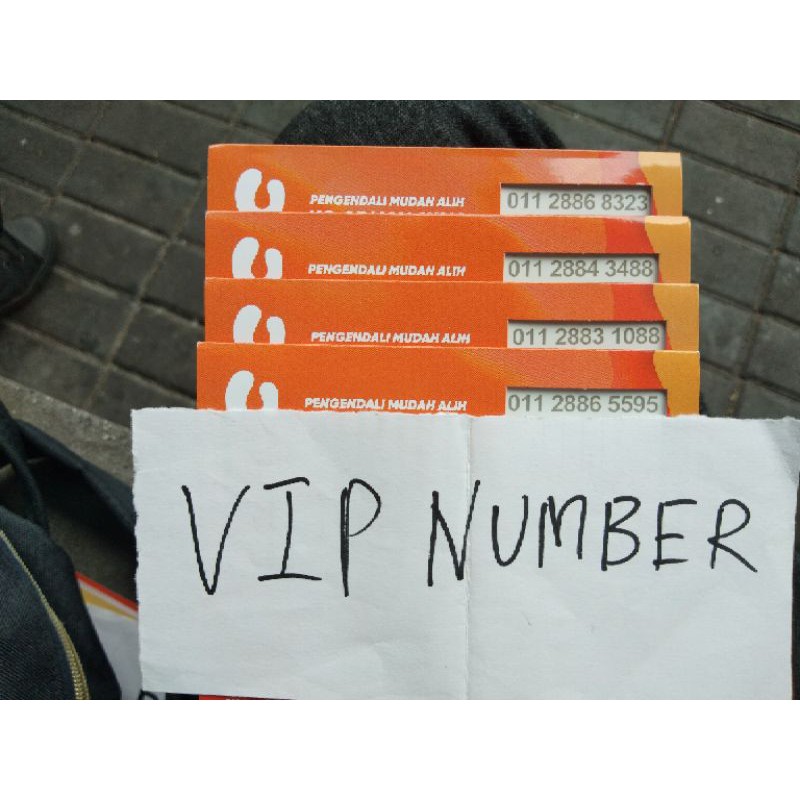 PENGENDALI MUDAH ALIH
011 2886 8323
PENGENDALI MUDAH ALIH
011 2884 3488
PENGENDALI MUDAH ALIH
011 2883 1088
PENGENDALI MUDAH ALIH
011 2886 5595
VIP NUMBER